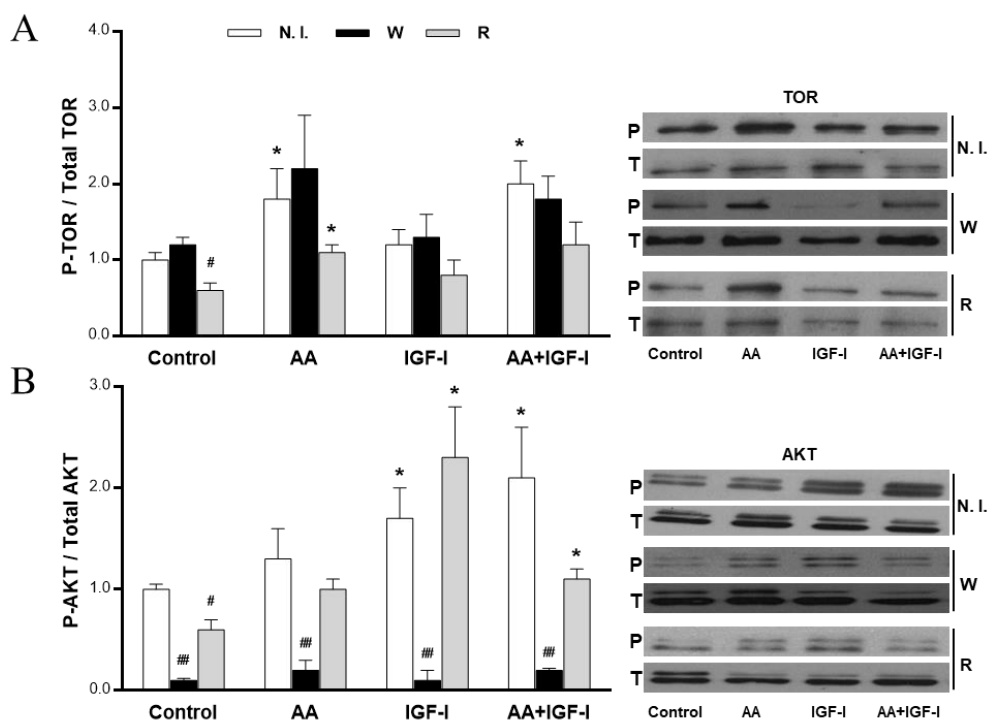 A
P-TOR / Total TOR
4.0
3.0
2.0
1.0
0.0
N. I. W R
*
*
*
#
Control AA IGF-I AA+IGF-I
TOR
P
T
N. I.
P
T
W
P
T
R
Control AA IGF-I AA+IGF-I
B
P-AKT / Total AKT
3.0
2.0
1.0
0.0
*
*
*
*
#
## ## ## ##
Control AA IGF-I AA+IGF-I
AKT
P
T
N. I.
P
T
W
P
T
R
Control AA IGF-I AA+IGF-I